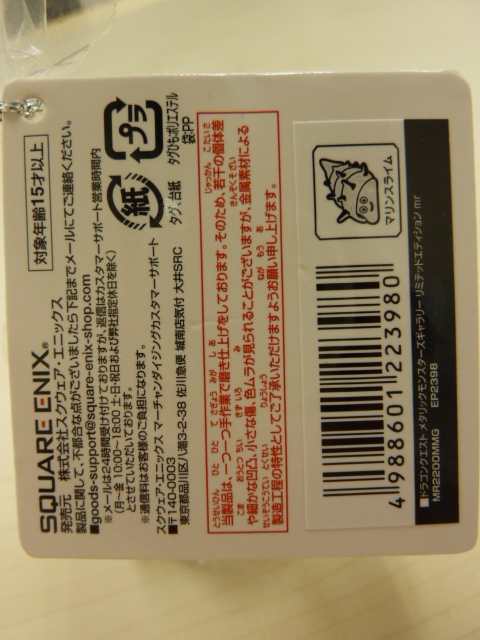 SQUARE ENIX®
対象年齢15才以上
発売元 株式会社スクウェア・エニックス
製品に関して、不都合な点がございましたら下記までメールにてご連絡ください。
■goods-support@square-enix-shop.com
※メールは24時間受け付けておりますが、返信はカスタマーサポート営業時間内
(月〜金 10:00〜18:00 土・日・祝日および弊社指定休日を除く)
とさせていただいております。
※通信料はお客様のご負担になります。
スクウェア・エニックス マーチャンダイジングカスタマーサポート
■〒140-0003
東京都品川区八潮3-2-38 佐川急便 城南店気付 大井SRC
プラ
紙
タグ、台紙
タグひも:ポリエステル
袋:PP
当製品は、一つ一つ手作業で磨き仕上げをしております。そのため、若干の個体差
や細かな凹凸、小さな傷、色ムラが見られることがございますが、金属素材による
製造工程の特性としてご了承いただけますようお願い申し上げます。
マリンスライム
4 988601 223980
■ドラゴンクエスト メタリックモンスターズギャラリー リミテッドエディション mr
MR2200MMG EP2398